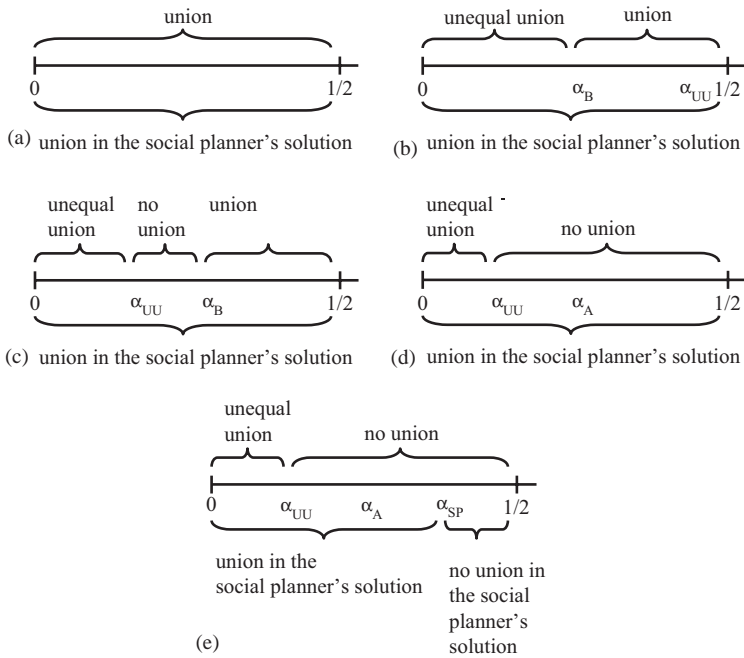 union
0
1/2
(a) union in the social planner's solution
unequal union
union
0
α_B
α_UU
1/2
(b) union in the social planner's solution
unequal
union
no
union
union
0
α_UU
α_B
1/2
(c) union in the social planner's solution
unequal
union
no union
0
α_UU
α_A
1/2
(d) union in the social planner's solution
unequal
union
no union
0
α_UU
α_A
α_SP
1/2
union in the
social planner's solution
no union in
the social
planner's
solution
(e)